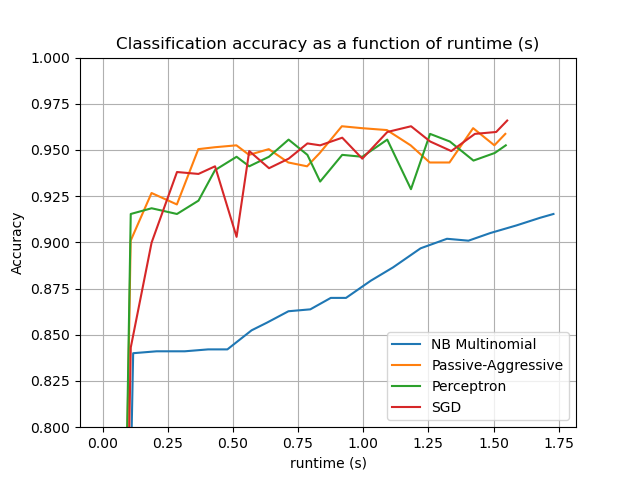 Classification accuracy as a function of runtime (s)
1.000
0.975
0.950
0.925
0.900
0.875
0.850
0.825
0.800
Accuracy
NB Multinomial
Passive-Aggressive
Perceptron
SGD
0.00 0.25 0.50 0.75 1.00 1.25 1.50 1.75
runtime (s)